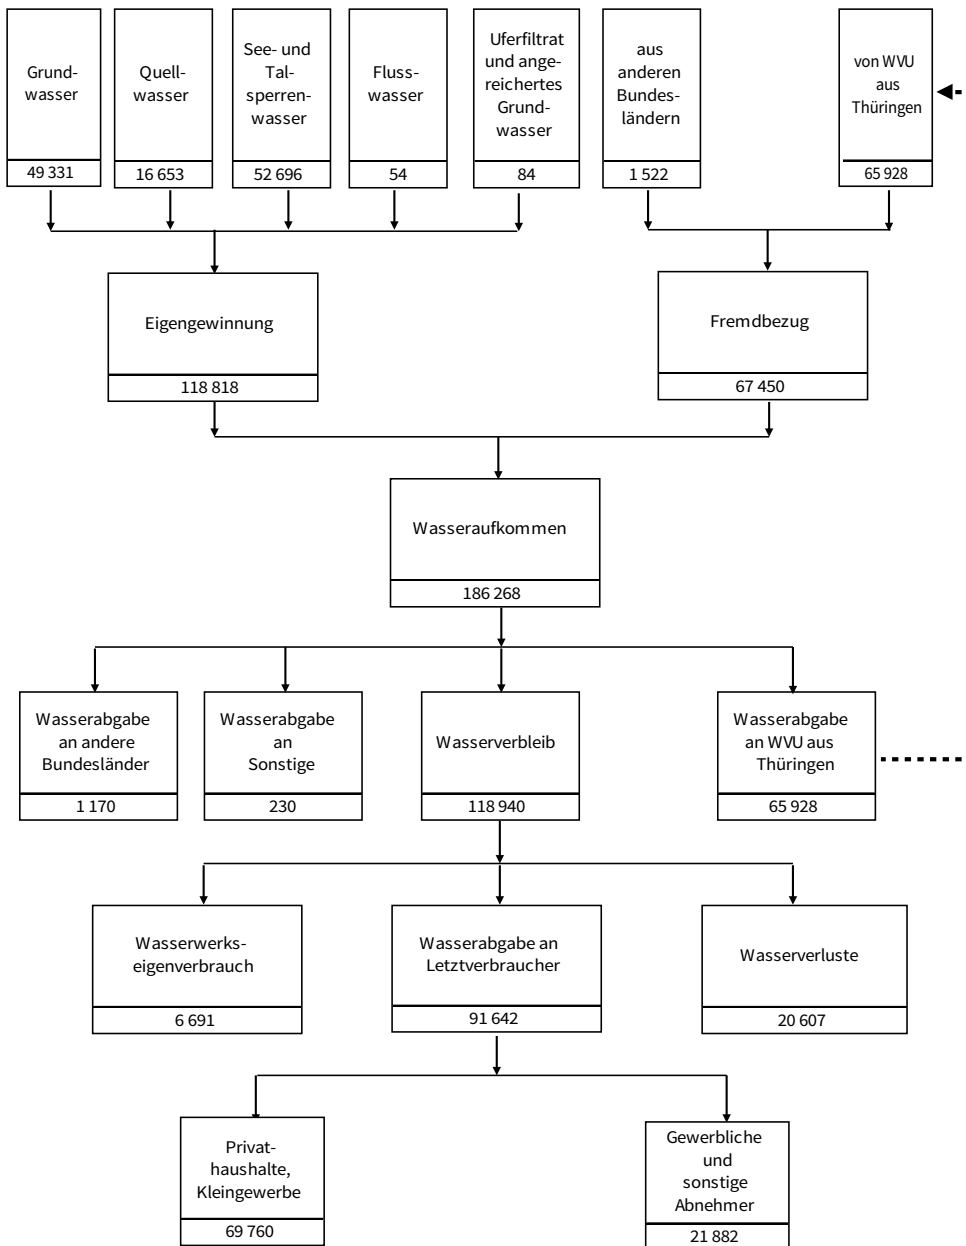 Grund-
wasser
49 331
Quell-
wasser
16 653
See- und
Tal-
sperren-
wasser
52 696
Fluss-
wasser
54
Uferfiltrat
und ange-
reichertes
Grund-
wasser
84
aus
anderen
Bundes-
ländern
1 522
von WVU
aus
Thüringen
65 928
Eigengewinnung
118 818
Fremdbezug
67 450
Wasseraufkommen
186 268
Wasserabgabe
an andere
Bundesländer
1 170
Wasserabgabe
an
Sonstige
230
Wasserverbleib
118 940
Wasserabgabe
an WVU aus
Thüringen
65 928
Wasserwerks-
eigenverbrauch
6 691
Wasserabgabe an
Letztverbraucher
91 642
Wasserverluste
20 607
Privat-
haushalte,
Kleingewerbe
69 760
Gewerbliche
und
sonstige
Abnehmer
21 882